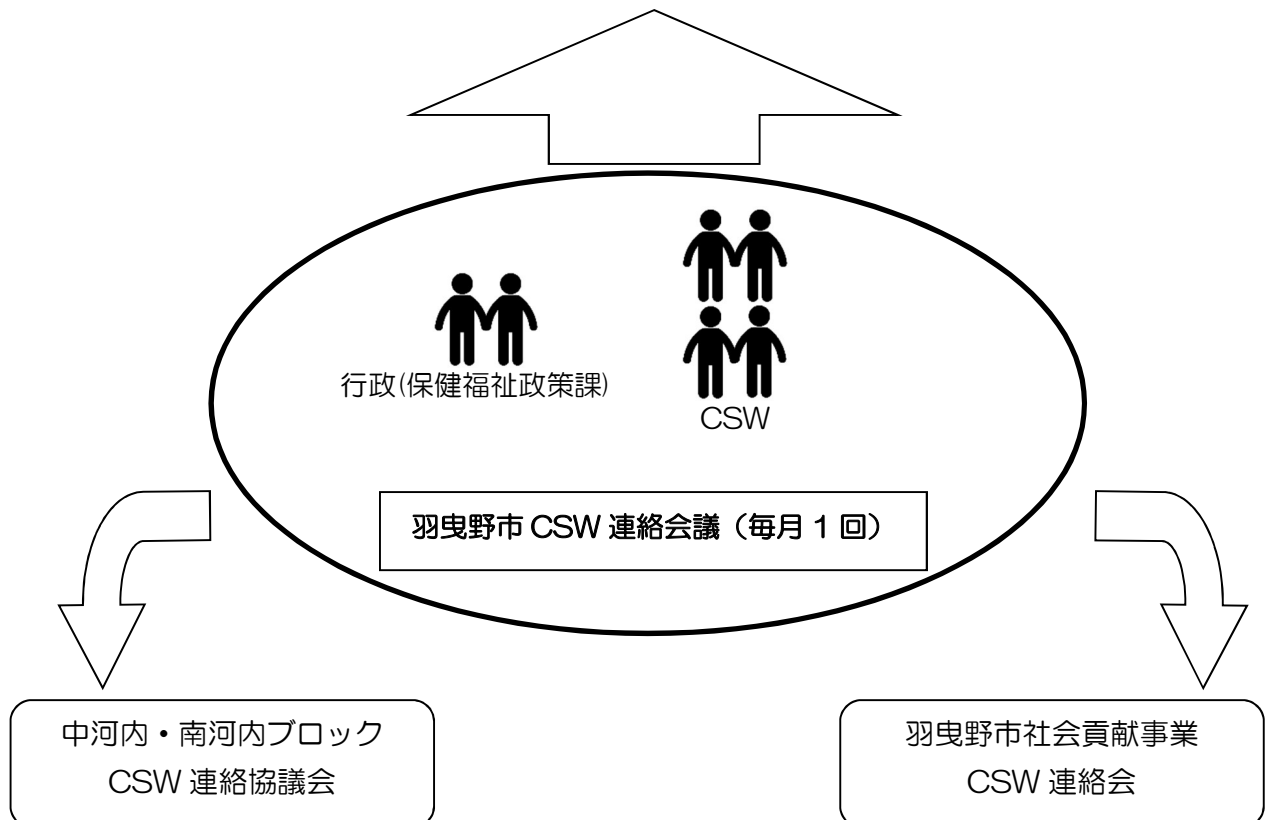 行政(保健福祉政策課)
CSW
羽曳野市 CSW 連絡会議（毎月 1 回）
中河内・南河内ブロック
CSW 連絡協議会
羽曳野市社会貢献事業
CSW 連絡会